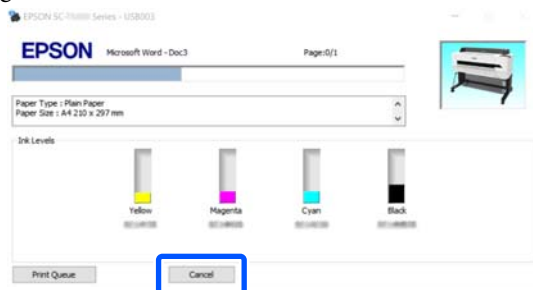 EPSON SC- Series - USB003
EPSON Microsoft Word - Doc3 Page:0/1
Paper Type : Plain Paper
Paper Size : A4 210 x 297 mm
Ink Levels
Yellow Magenta Cyan Black
Print Queue Cancel